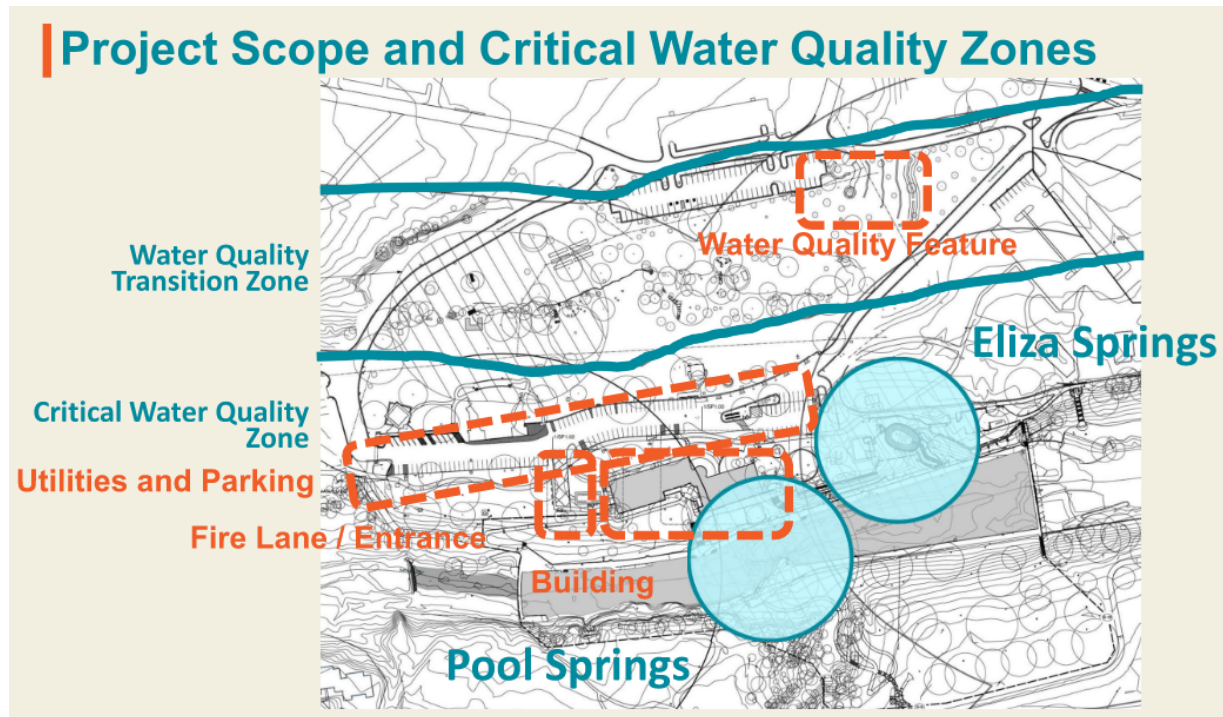 Project Scope and Critical Water Quality Zones
Water Quality Feature
Water Quality
Transition Zone
Eliza Springs
Critical Water Quality
Zone
Utilities and Parking
Fire Lane / Entrance
Building
Pool Springs